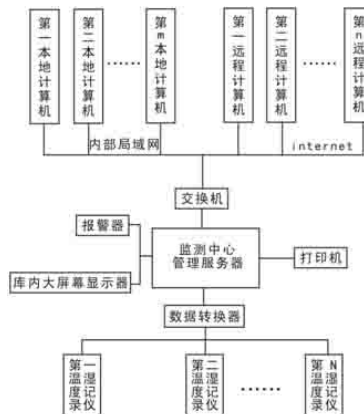 第一本地计算机
第二本地计算机
......
第m本地计算机
第一远程计算机
第二远程计算机
......
第n远程计算机
内部局域网
internet
交换机
报警器
监测中心
管理服务器
打印机
库内大屏幕显示器
数据转换器
第一温湿度记录仪
第二温湿度记录仪
......
第N温湿度记录仪